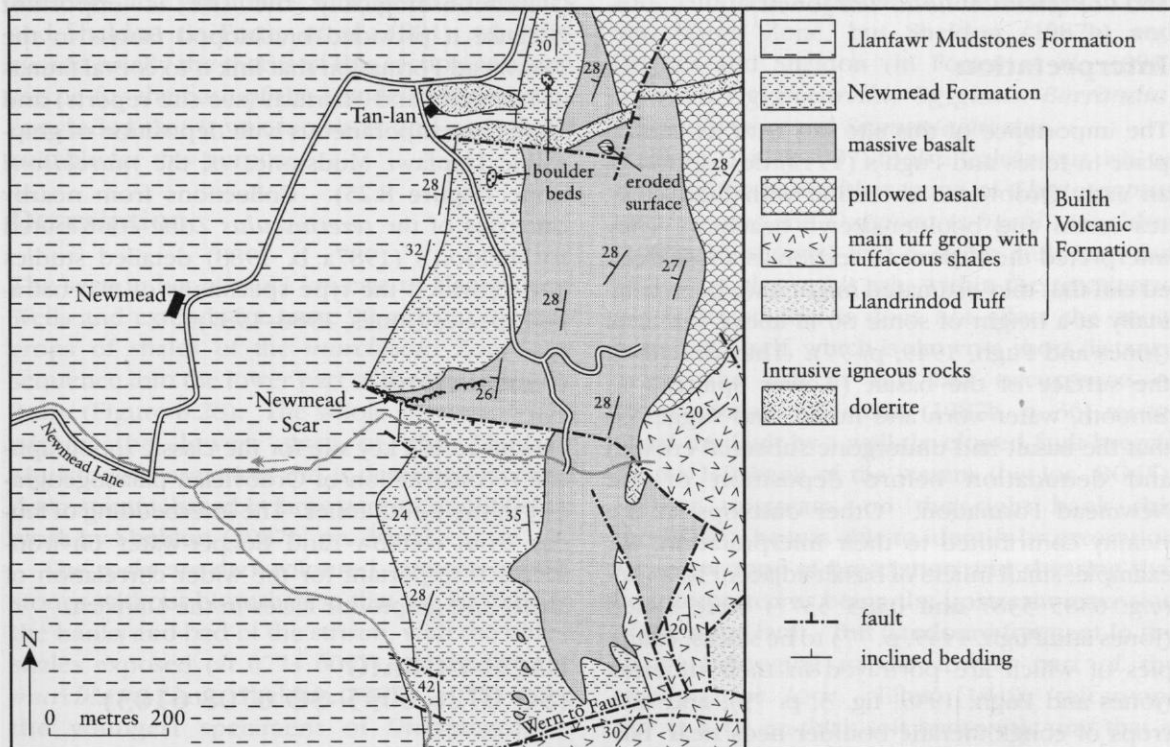 Llanfawr Mudstones Formation
Newmead Formation
massive basalt
pillowed basalt
main tuff group with
tuffaceous shales
Llandrindod Tuff
Builth
Volcanic
Formation
Intrusive igneous rocks
dolerite
fault
inclined bedding
30
28
28
Tan-lan
boulder
beds
eroded
surface
28
28
32
28
27
28
Newmead
Newmead
Scar
26
28
20
Newmead Lane
24
33
28
20
20
42
Wern-to Fault
30
N
0 metres 200